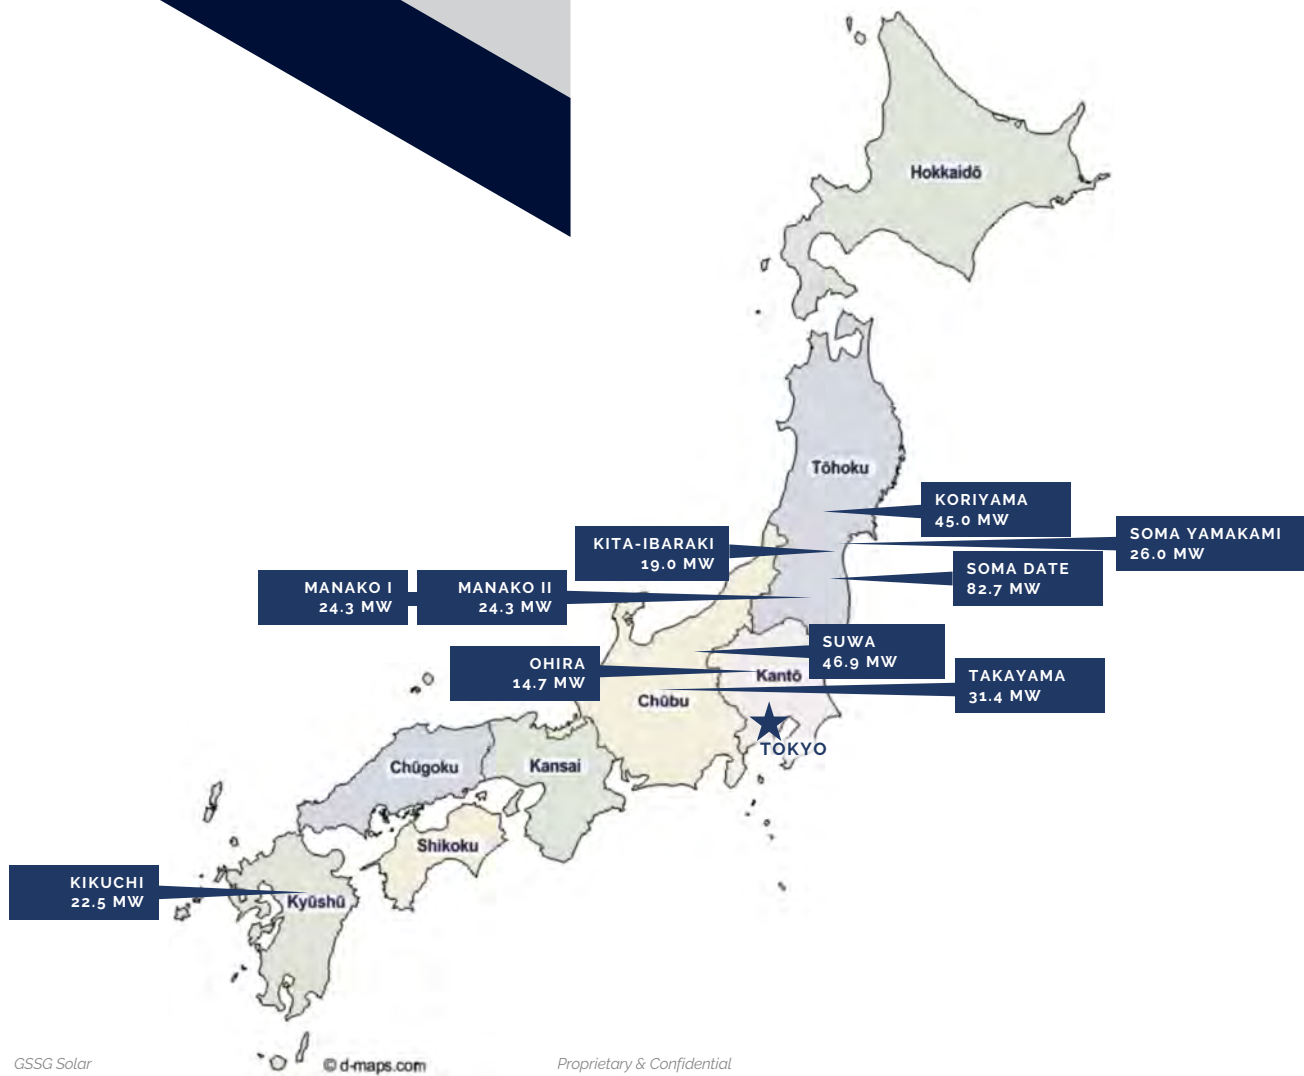 Hokkaidō
Tōhoku
KORIYAMA
45.0 MW
SOMA YAMAKAMI
26.0 MW
KITA-IBARAKI
19.0 MW
SOMA DATE
82.7 MW
MANAKO I
24.3 MW
MANAKO II
24.3 MW
SUWA
46.9 MW
OHIRA
14.7 MW
Kantō
TAKAYAMA
31.4 MW
Chūbu
TOKYO
Chūgoku
Kansai
Shikoku
KIKUCHI
22.5 MW
Kyūshū
GSSG Solar
© d-maps.com
Proprietary & Confidential